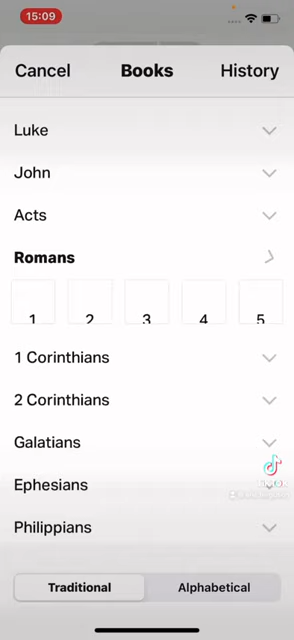 15:09
Cancel Books History
Luke
John
Acts
Romans
1 2 3 4 5
1 Corinthians
2 Corinthians
Galatians
Ephesians
Philippians
Traditional Alphabetical